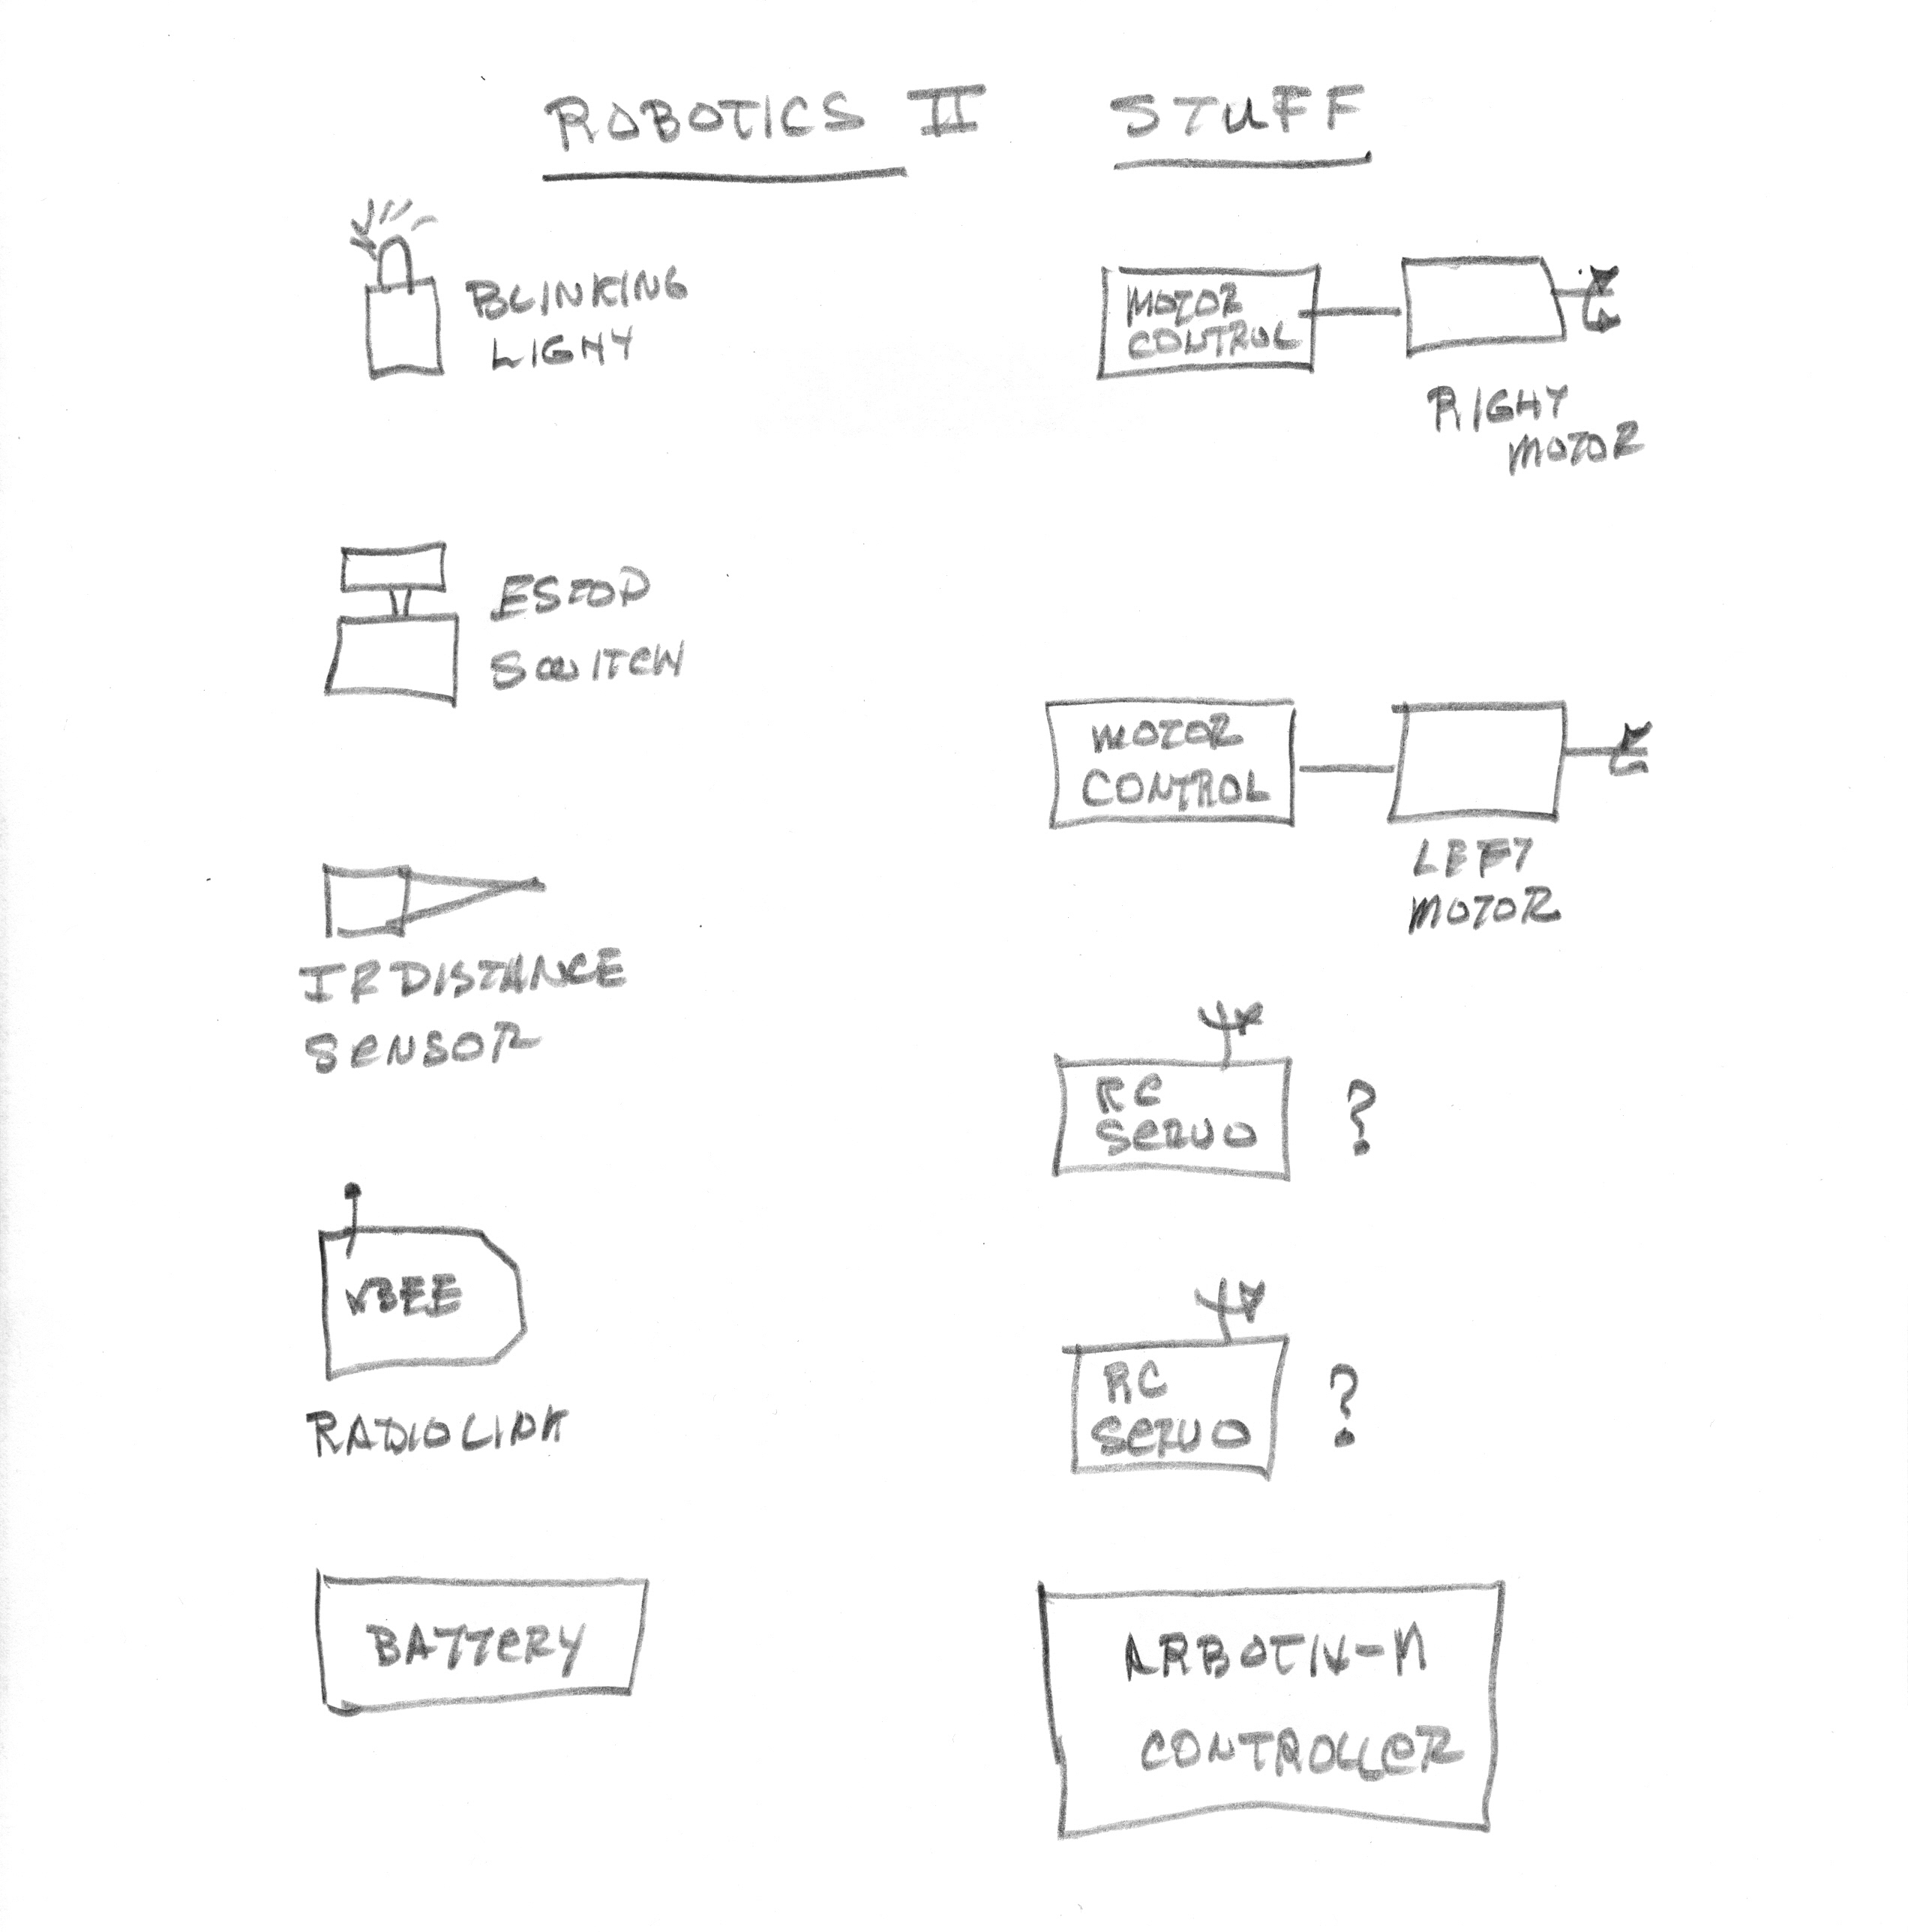 ROBOTICS II STUFF
BLINKING
LIGHT
MOTOR
CONTROL
RIGHT
MOTOR
ESTOP
SWITCH
MOTOR
CONTROL
LEFT
MOTOR
IR DISTANCE
SENSOR
RC
SERVO
?
XBEE
RADIO LINK
RC
SERVO
?
BATTERY
ARBOTIX-M
CONTROLLER